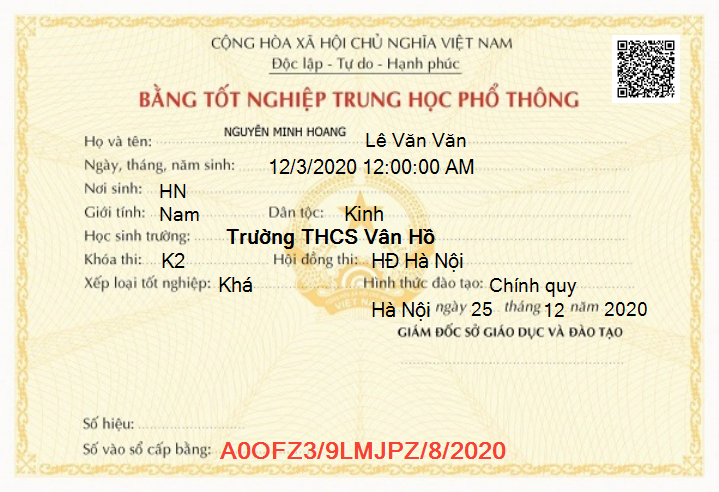 CỘNG HÒA XÃ HỘI CHỦ NGHĨA VIỆT NAM
Độc lập - Tự do - Hạnh phúc
BẰNG TỐT NGHIỆP TRUNG HỌC PHỔ THÔNG
Họ và tên: NGUYỄN MINH HOANG Lê Văn Văn
Ngày, tháng, năm sinh: 12/3/2020 12:00:00 AM
Nơi sinh: HN
Giới tính: Nam Dân tộc: Kinh
Học sinh trường: Trường THCS Vân Hồ
Khóa thi: K2 Hội đồng thi: HĐ Hà Nội
Xếp loại tốt nghiệp: Khá Hình thức đào tạo: Chính quy
Hà Nội ngày 25 tháng 12 năm 2020
GIÁM ĐỐC SỞ GIÁO DỤC VÀ ĐÀO TẠO
VIỆT NAM
Số hiệu:
Số vào sổ cấp bằng: A0OFZ3/9LMJPZ/8/2020